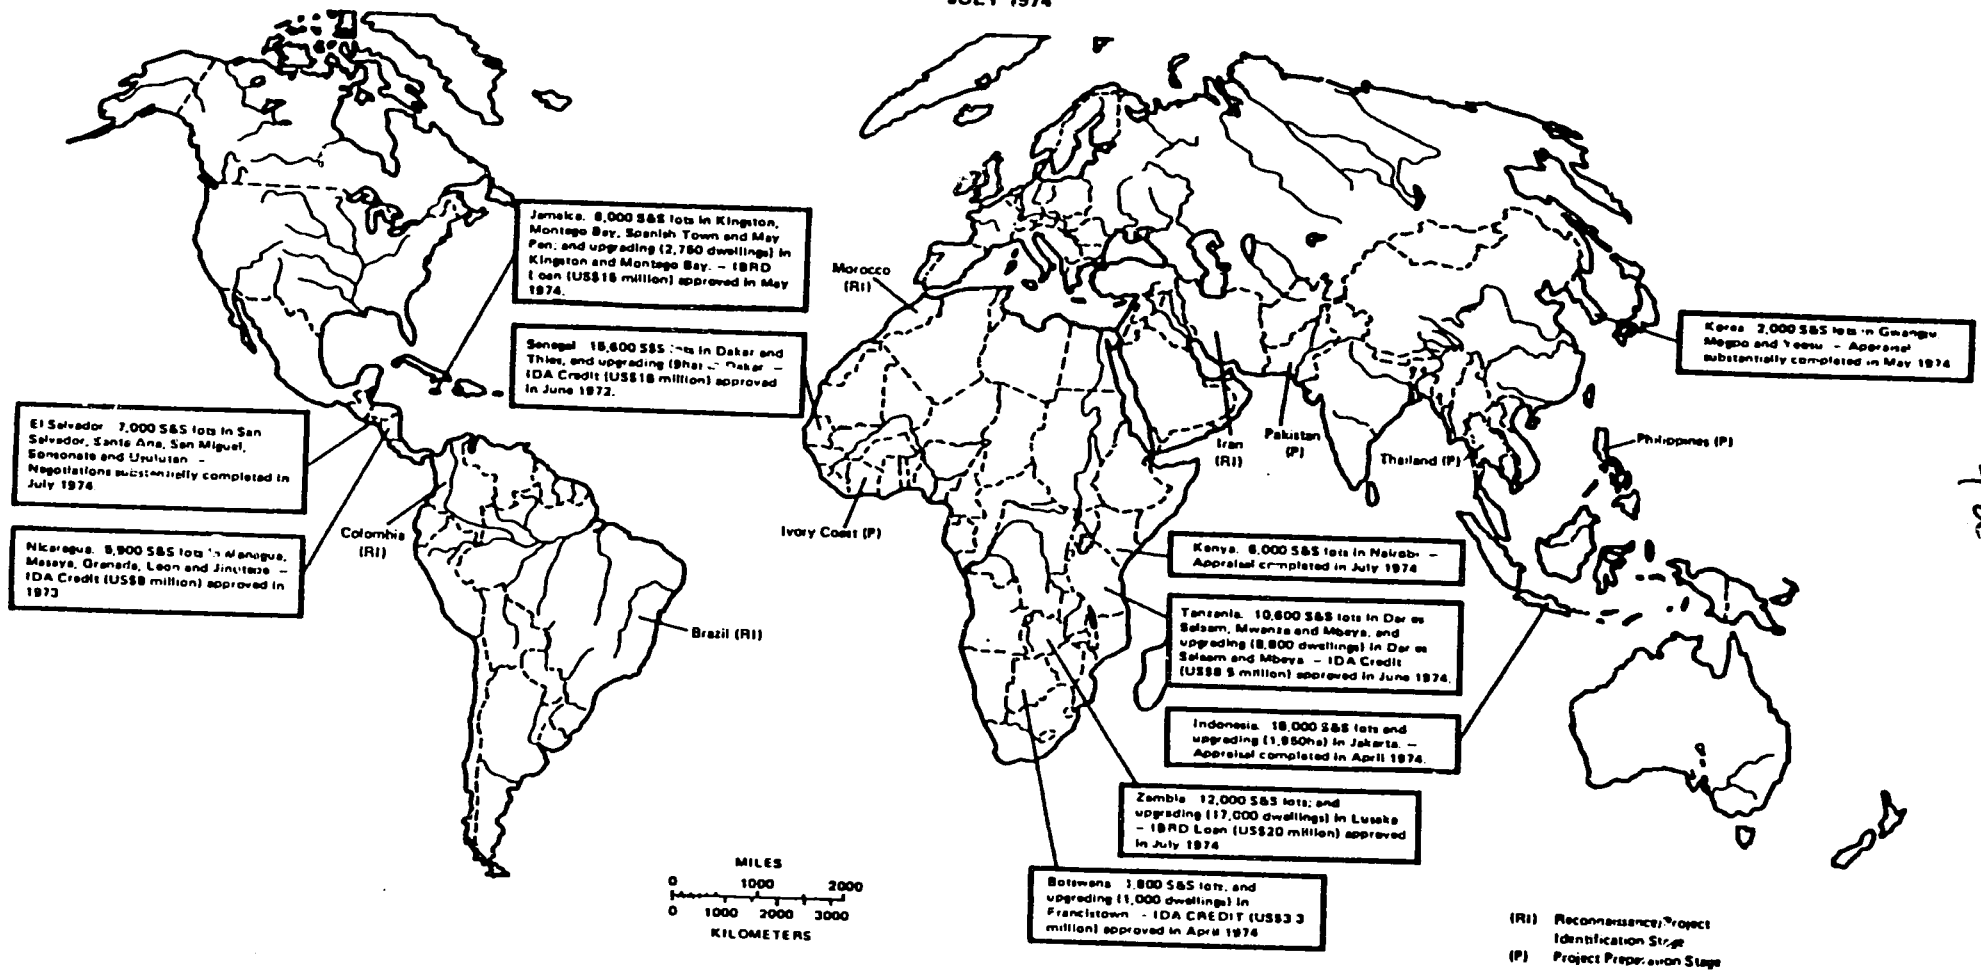 JULY 1974
Jamaica. 6,000 S&S lots in Kingston,
Montego Bay, Spanish Town and May
Pen; and upgrading (2,750 dwellings) in
Kingston and Montego Bay. – IBRD
Loan (US$15 million) approved in May
1974.
Morocco
(RI)
Senegal 15,600 S&S lots in Dakar and
Thies, and upgrading Dakar –
IDA Credit (US$18 million) approved
in June 1972.
Korea 2,000 S&S lots in Gwangju
Mogpo and Yeosu – Appraisal
substantially completed in May 1974
El Salvador 7,000 S&S lots in San
Salvador, Santa Ana, San Miguel,
Sonsonate and Usulutan –
Negotiations substantially completed in
July 1974
Iran
(RI)
Pakistan
(P)
Thailand (P)
Philippines (P)
Colombia
(RI)
Ivory Coast (P)
Nicaragua. 5,900 S&S lots in Managua,
Masaya, Granada, Leon and Jinotepe –
IDA Credit (US$8 million) approved in
1973
Kenya. 6,000 S&S lots in Nairobi –
Appraisal completed in July 1974
Tanzania. 10,600 S&S lots in Dar es
Salaam, Mwanza and Mbeya, and
upgrading (8,800 dwellings) in Dar es
Salaam and Mbeya – IDA Credit
(US$8 5 million) approved in June 1974.
Brazil (RI)
Indonesia. 18,000 S&S lots and
upgrading (1,950ha) in Jakarta. –
Appraisal completed in April 1974.
Zambia 12,000 S&S lots; and
upgrading (17,000 dwellings) in Lusaka
– IBRD Loan (US$20 million) approved
in July 1974
Botswana 1,800 S&S lots, and
upgrading (1,000 dwellings) in
Francistown – IDA CREDIT (US$3 3
million) approved in April 1974
MILES
0 1000 2000
0 1000 2000 3000
KILOMETERS
(RI) Reconnaissance/Project
Identification Stage
(P) Project Preparation Stage